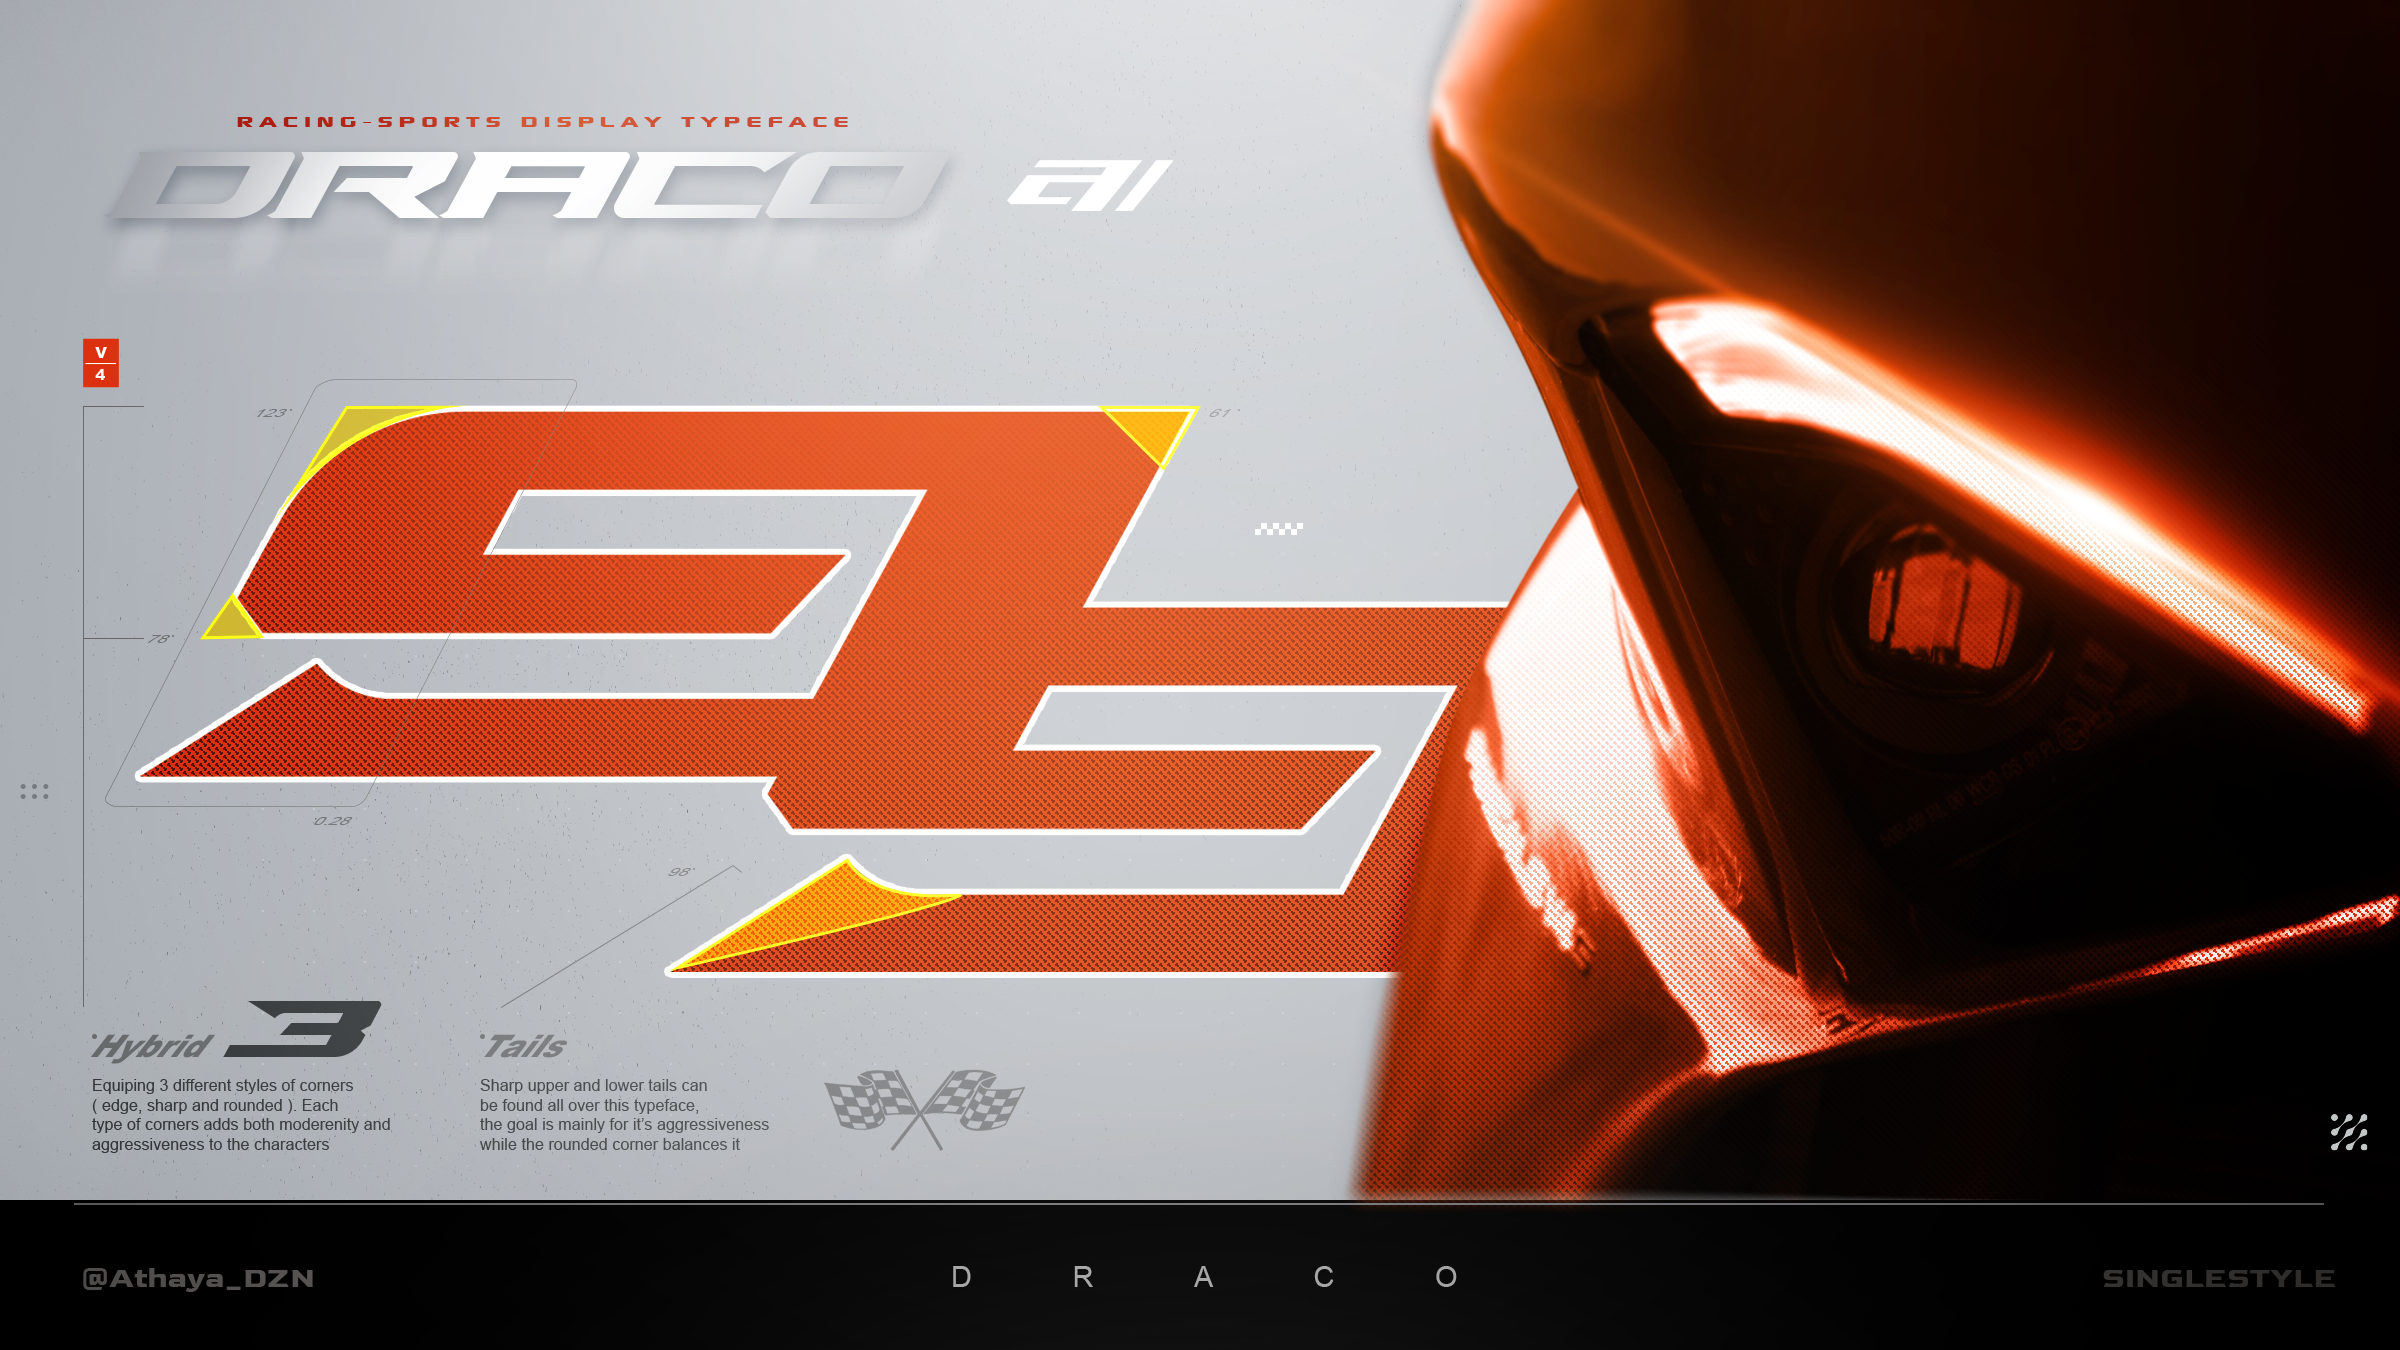 RACING-SPORTS DISPLAY TYPEFACE
DRACO
a1
V
4
123°
61°
99
78°
0.28
98°
Hybrid 3
Equiping 3 different styles of corners
( edge, sharp and rounded ). Each
type of corners adds both moderenity and
aggressiveness to the characters
Tails
Sharp upper and lower tails can
be found all over this typeface,
the goal is mainly for it's aggressiveness
while the rounded corner balances it
@Athaya_DZN
D R A C O
SINGLESTYLE